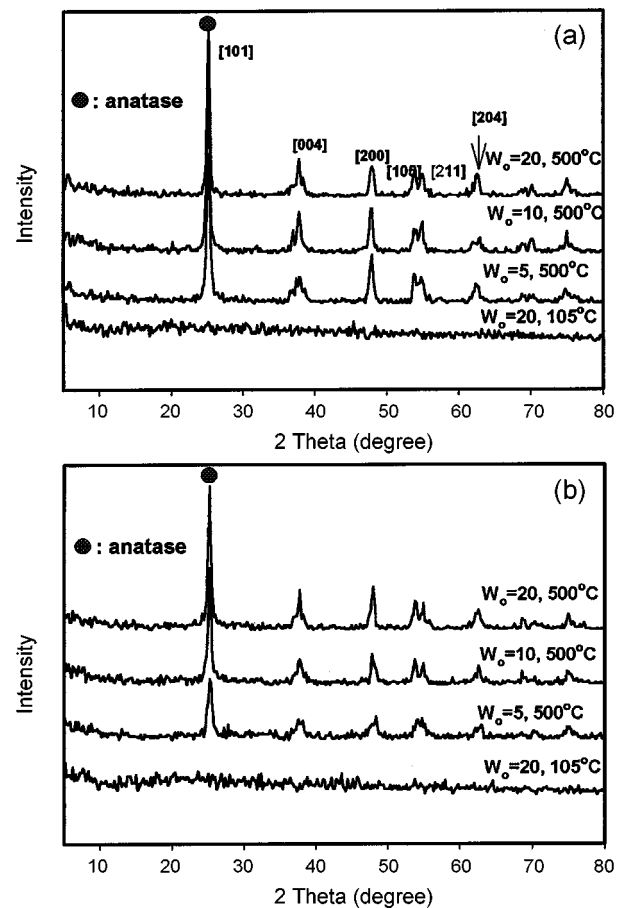 (a)
[101]
: anatase
[204]
[004]
[200]
[105]
[211]
Wo=20, 500°C
Wo=10, 500°C
Wo=5, 500°C
Wo=20, 105°C
Intensity
10 20 30 40 50 60 70 80
2 Theta (degree)
(b)
: anatase
Wo=20, 500°C
Wo=10, 500°C
Wo=5, 500°C
Wo=20, 105°C
Intensity
10 20 30 40 50 60 70 80
2 Theta (degree)